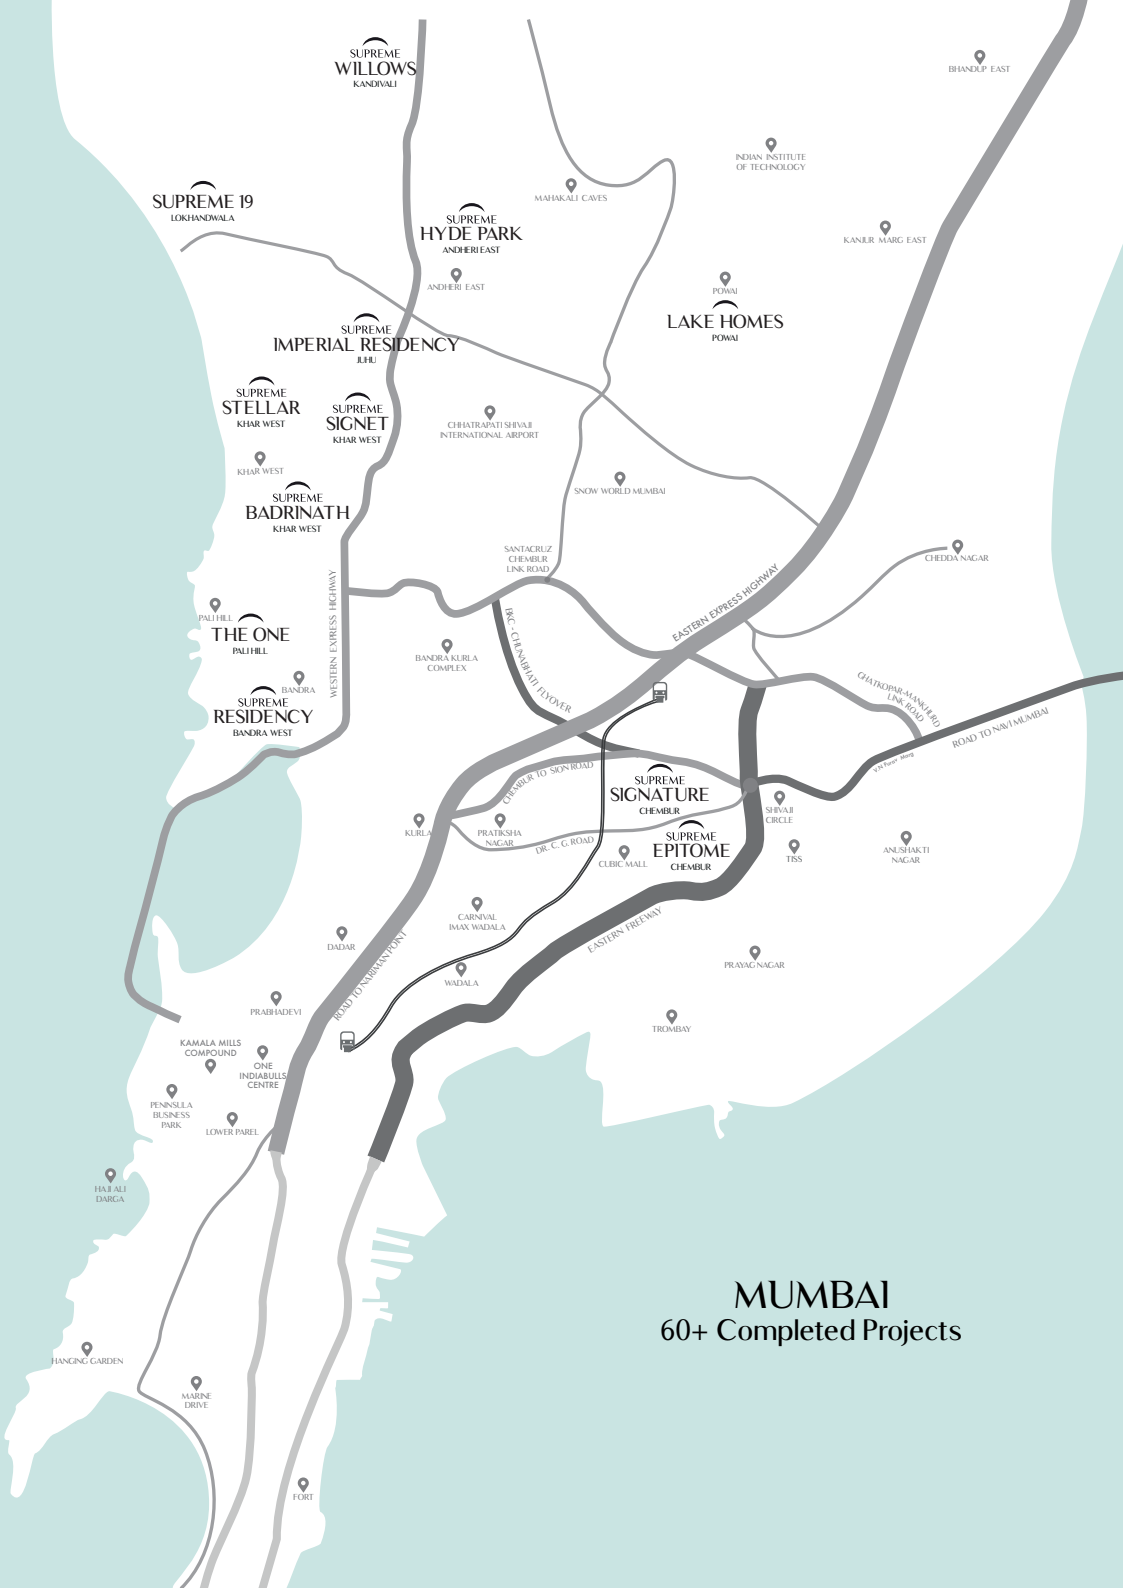 SUPREME
WILLOWS
KANDIVALI
BHANDUP EAST
INDIAN INSTITUTE
OF TECHNOLOGY
MAHAKALI CAVES
SUPREME 19
LOKHANDWALA
SUPREME
HYDE PARK
ANDHERI EAST
ANDHERI EAST
KANJUR MARG EAST
POWAI
LAKE HOMES
POWAI
SUPREME
IMPERIAL RESIDENCY
JUHU
SUPREME
STELLAR
KHAR WEST
SUPREME
SIGNET
KHAR WEST
CHHATRAPATI SHIVAJI
INTERNATIONAL AIRPORT
KHAR WEST
SNOW WORLD MUMBAI
SUPREME
BADRINATH
KHAR WEST
SANTACRUZ
CHEMBUR
LINK ROAD
CHEDDA NAGAR
EASTERN EXPRESS HIGHWAY
WESTERN EXPRESS HIGHWAY
BKC - CHUNABHATI FLYOVER
PALI HILL
THE ONE
PALI HILL
BANDRA KURLA
COMPLEX
BANDRA
SUPREME
RESIDENCY
BANDRA WEST
GHATKOPAR-MANKHURD
LINK ROAD
ROAD TO NAVI MUMBAI
V.N Purav Marg
CHEMBUR TO SION ROAD
SUPREME
SIGNATURE
CHEMBUR
SHIVAJI
CIRCLE
KURLA
PRATIKSHA
NAGAR
DR. C. G. ROAD
SUPREME
EPITOME
CHEMBUR
CUBIC MALL
TISS
ANUSHAKTI
NAGAR
CARNIVAL
IMAX WADALA
DADAR
ROAD TO NARIMAN POINT
EASTERN FREEWAY
PRAYAG NAGAR
WADALA
PRABHADEVI
TROMBAY
KAMALA MILLS
COMPOUND
ONE
INDIABULLS
CENTRE
PENINSULA
BUSINESS
PARK
LOWER PAREL
HAJI ALI
DARGA
MUMBAI
60+ Completed Projects
HANGING GARDEN
MARINE
DRIVE
FORT